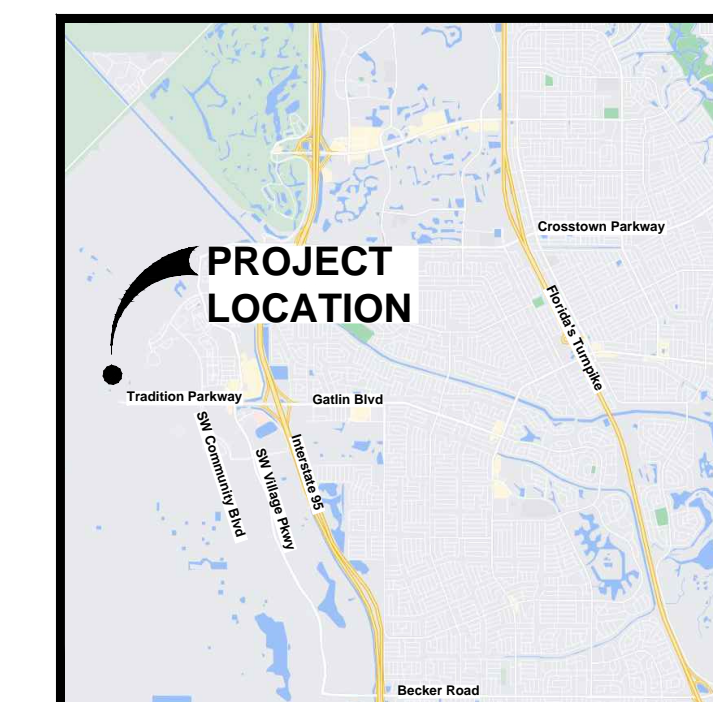 Crosstown Parkway
PROJECT
LOCATION
Florida's Turnpike
Tradition Parkway
Gatlin Blvd
SW Community Blvd
SW Village Pkwy
Interstate 95
Becker Road